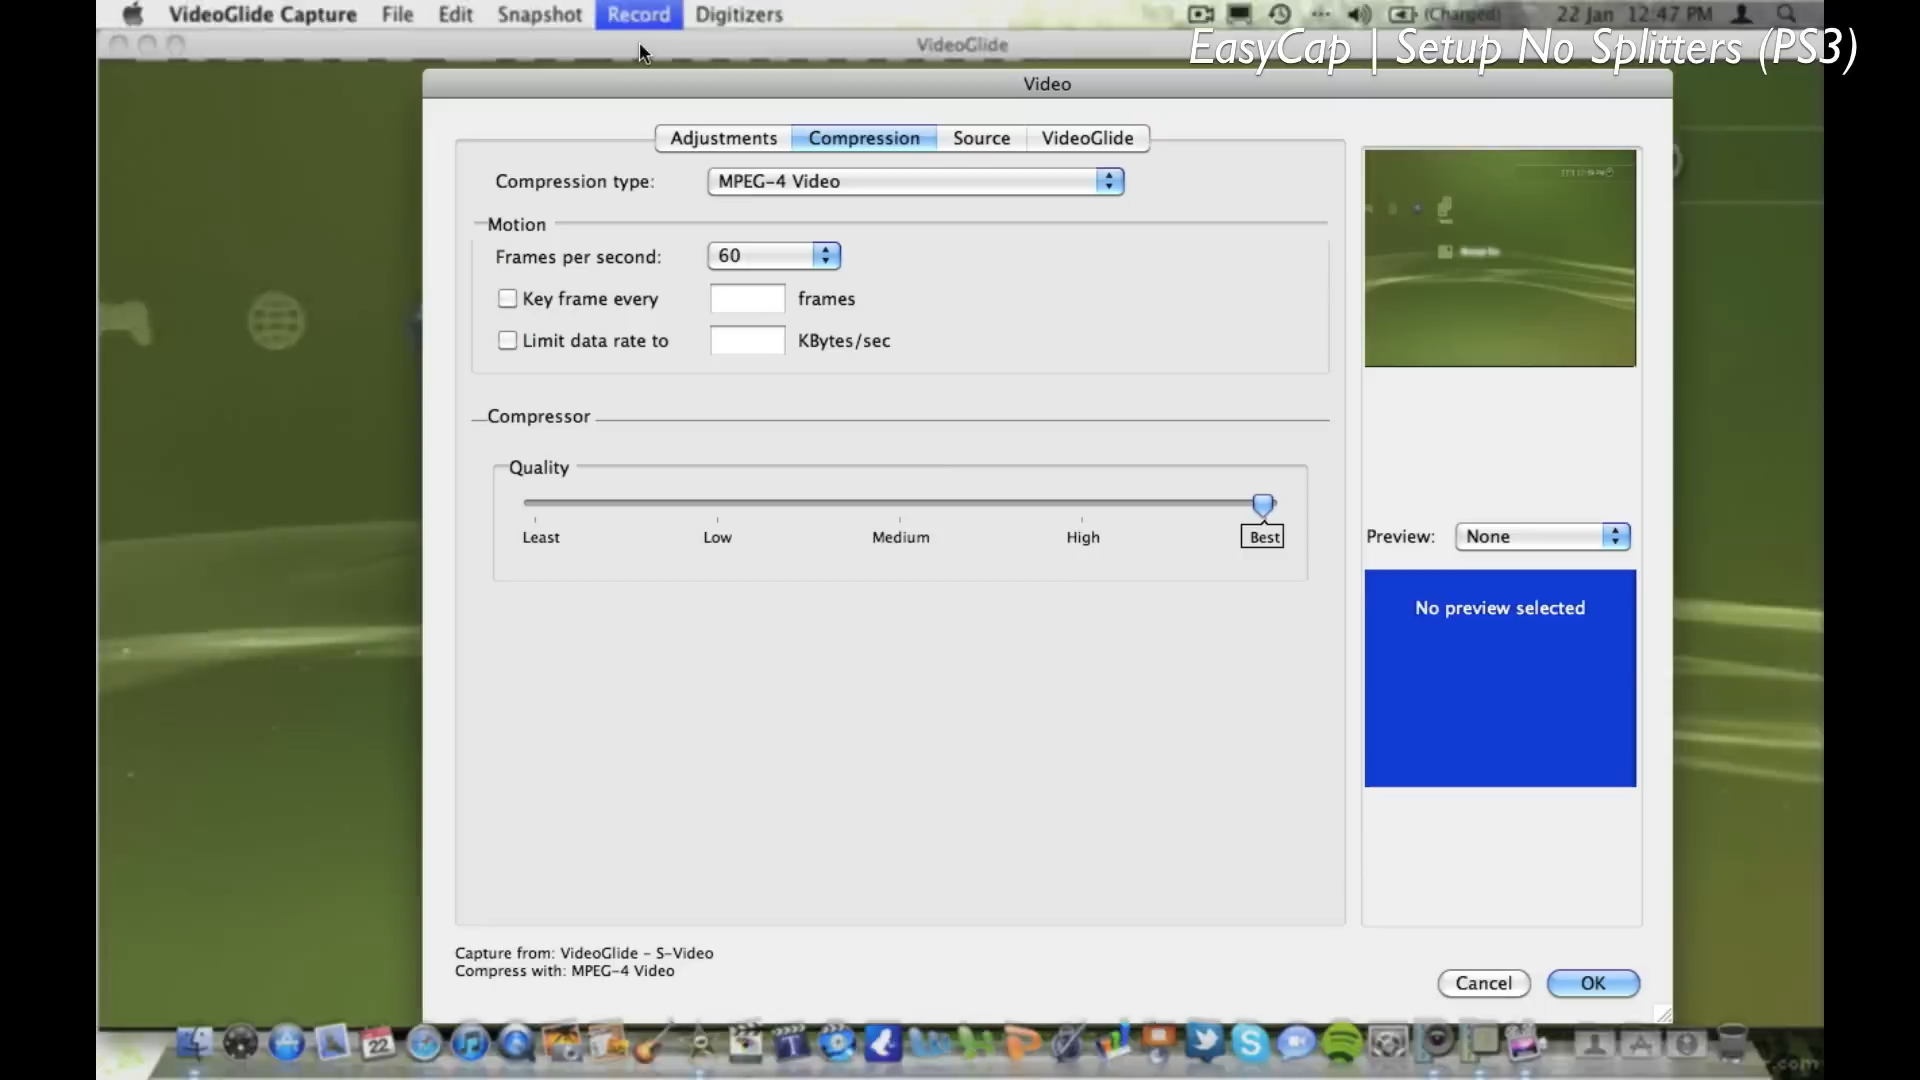 VideoGlide Capture File Edit Snapshot Record Digitizers (Charged) 22 Jan 12:47 PM
VideoGlide
EasyCap | Setup No Splitters (PS3)
Video
Adjustments Compression Source VideoGlide
Compression type: MPEG-4 Video
Motion
Frames per second: 60
Key frame every frames
Limit data rate to KBytes/sec
Compressor
Quality
Least Low Medium High Best
Preview: None
No preview selected
Capture from: VideoGlide - S-Video
Compress with: MPEG-4 Video
Cancel OK
22
.com